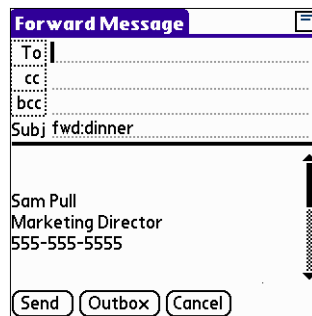 Forward Message
To
cc
bcc
Subj fwd:dinner
Sam Pull
Marketing Director
555-555-5555
Send Outbox Cancel